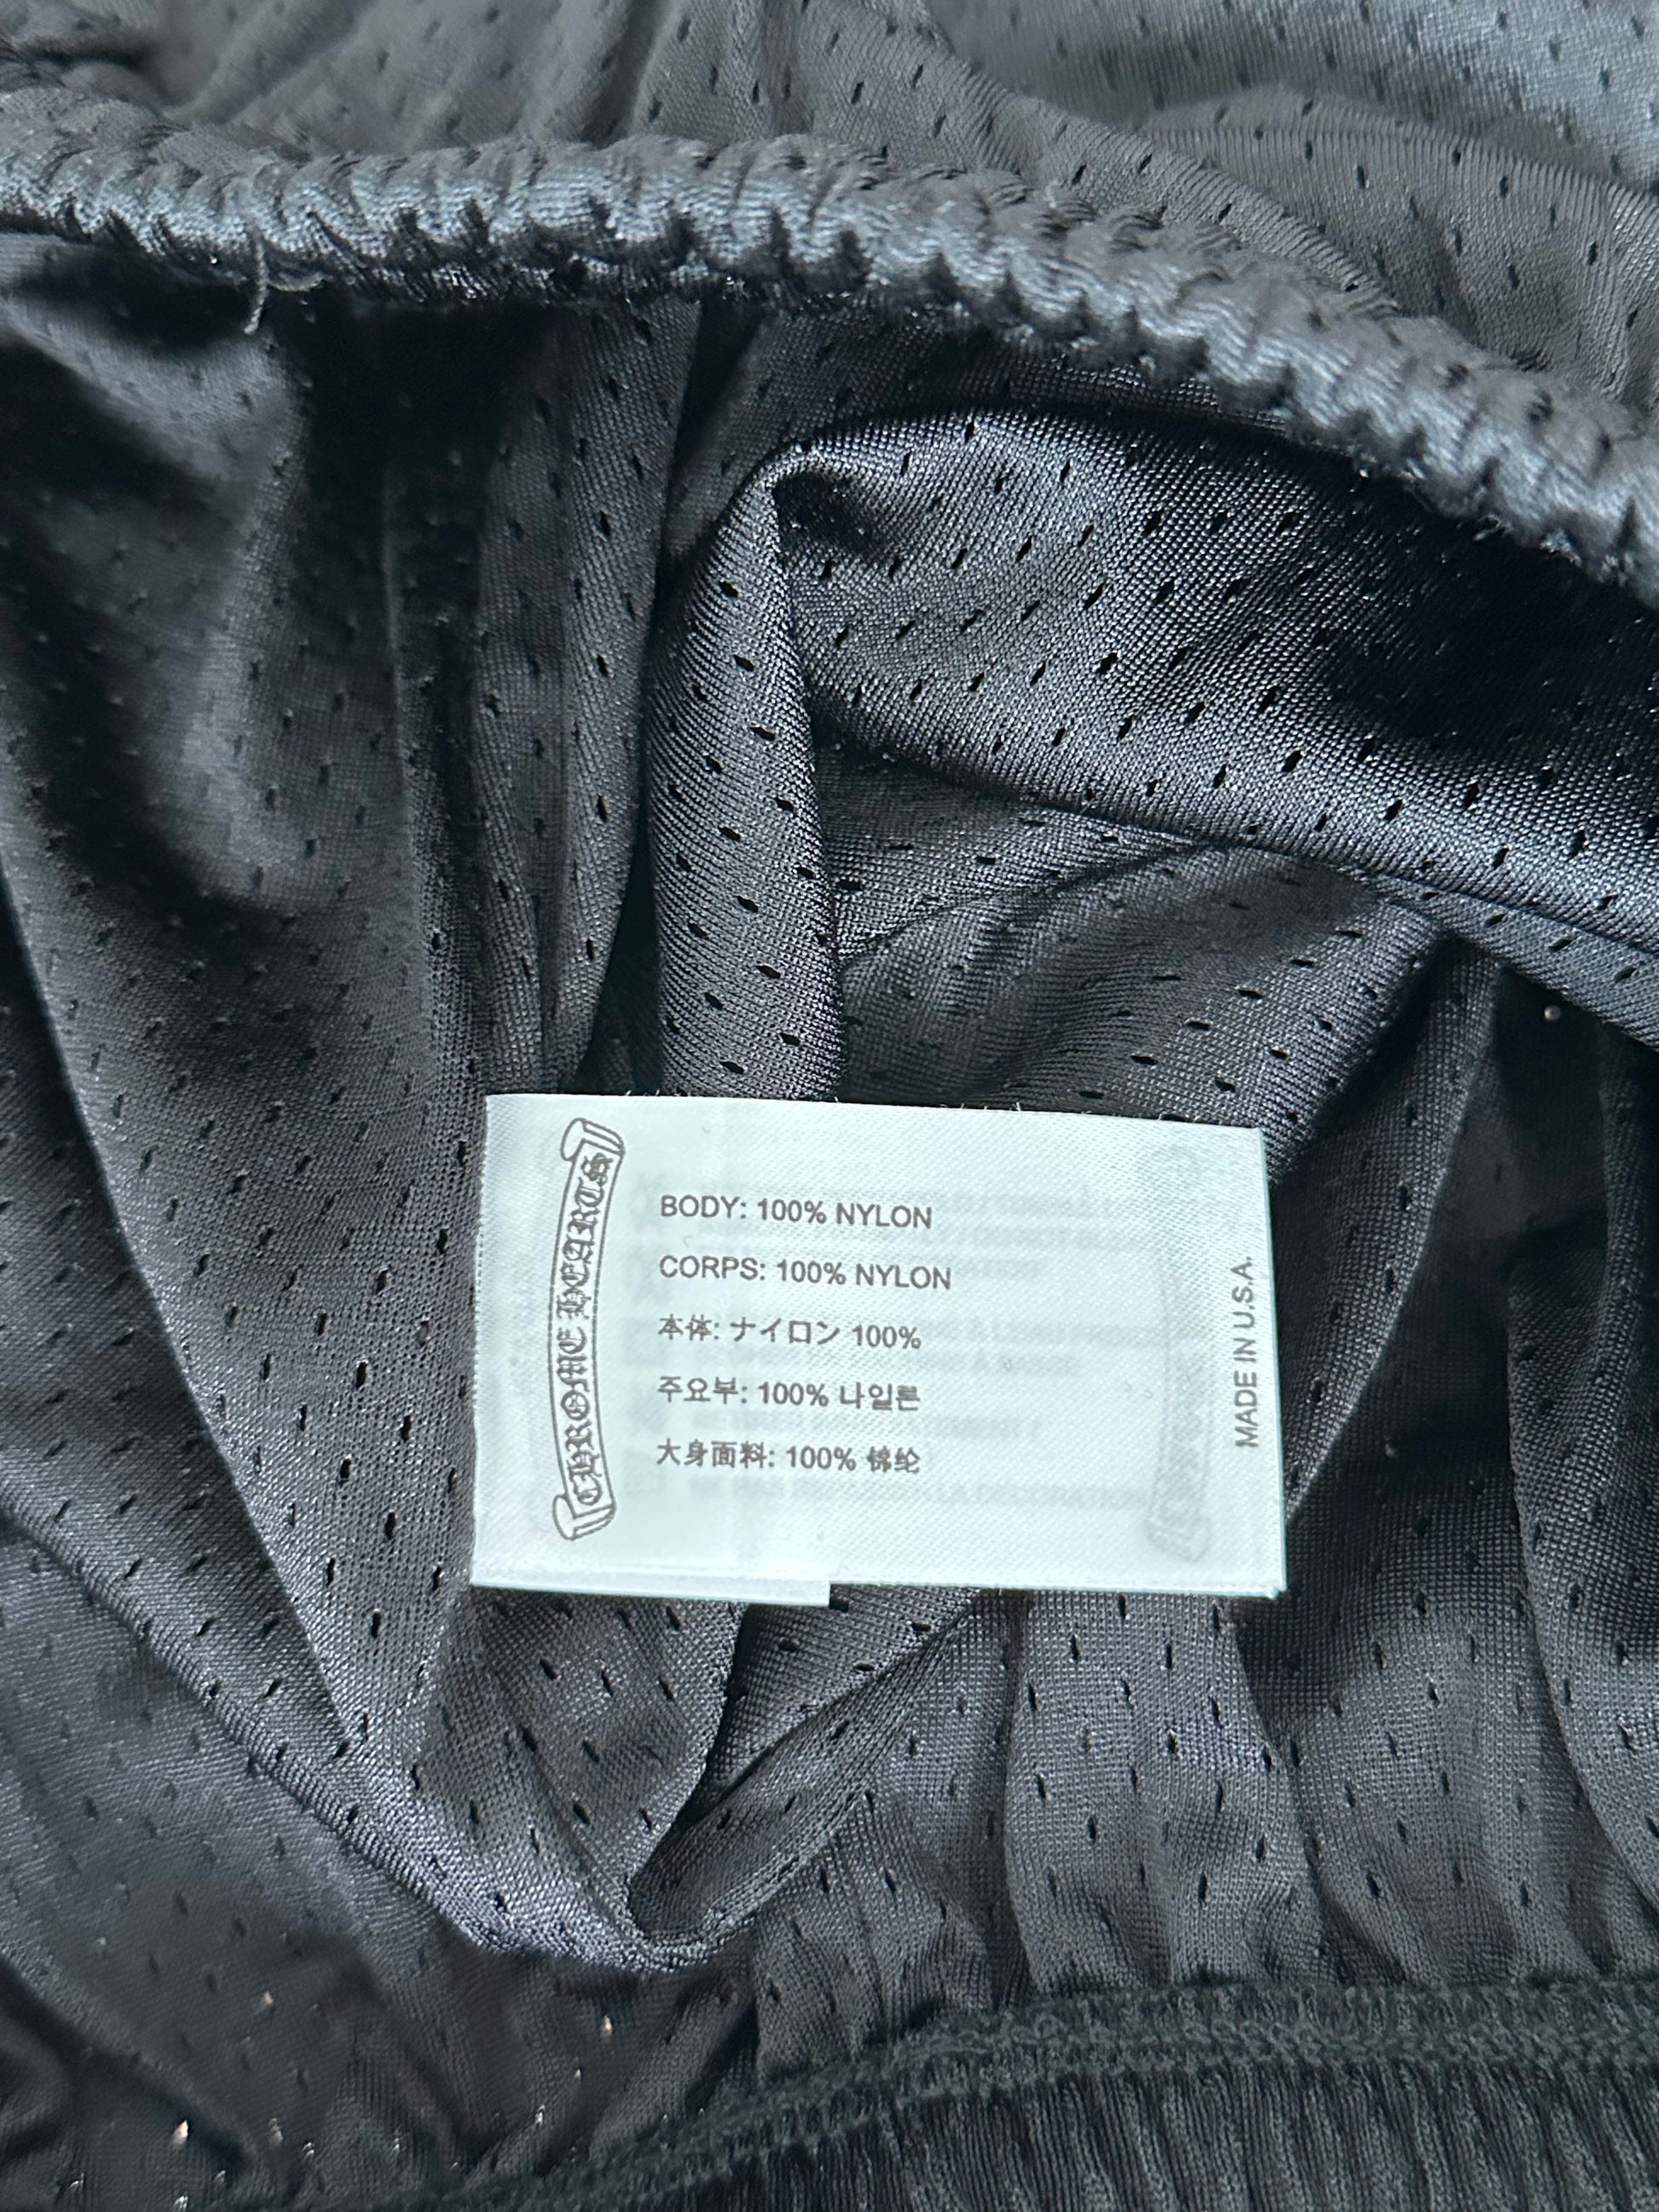 CHROME HEARTS
BODY: 100% NYLON
CORPS: 100% NYLON
本体: ナイロン 100%
주요부: 100% 나일론
大身面料: 100% 锦纶
MADE IN U.S.A.